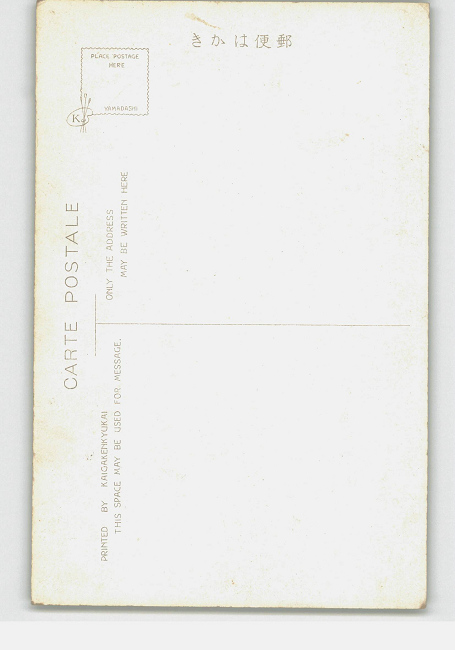 きかは便郵
PLACE POSTAGE
HERE
YAMADASHI
K
CARTE POSTALE
ONLY THE ADDRESS
MAY BE WRITTEN HERE
PRINTED BY KAIGAKENKYUKAI
THIS SPACE MAY BE USED FOR MESSAGE.